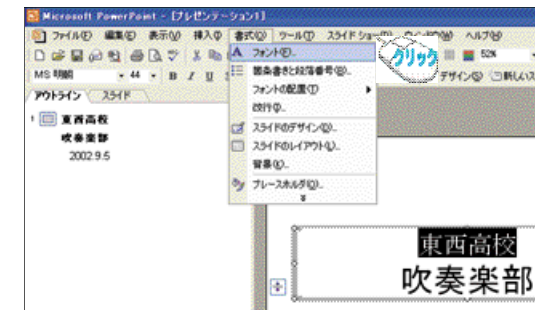 Microsoft PowerPoint - [プレゼンテーション1]
ファイル(F) 編集(E) 表示(V) 挿入(I) 書式(O) ツール(T) スライド ショー(D) ウィンドウ(W) ヘルプ(H)
クリック
52%
MS 明朝 44 B I U S デザイン(S) 新しいス
アウトライン スライド
フォント(F)...
箇条書きと段落番号(B)...
フォントの配置(T)
改行(P)...
スライドのデザイン(D)...
スライドのレイアウト(L)...
背景(K)...
プレースホルダ(O)...
1 東西高校
吹奏楽部
2002.9.5
東西高校
吹奏楽部